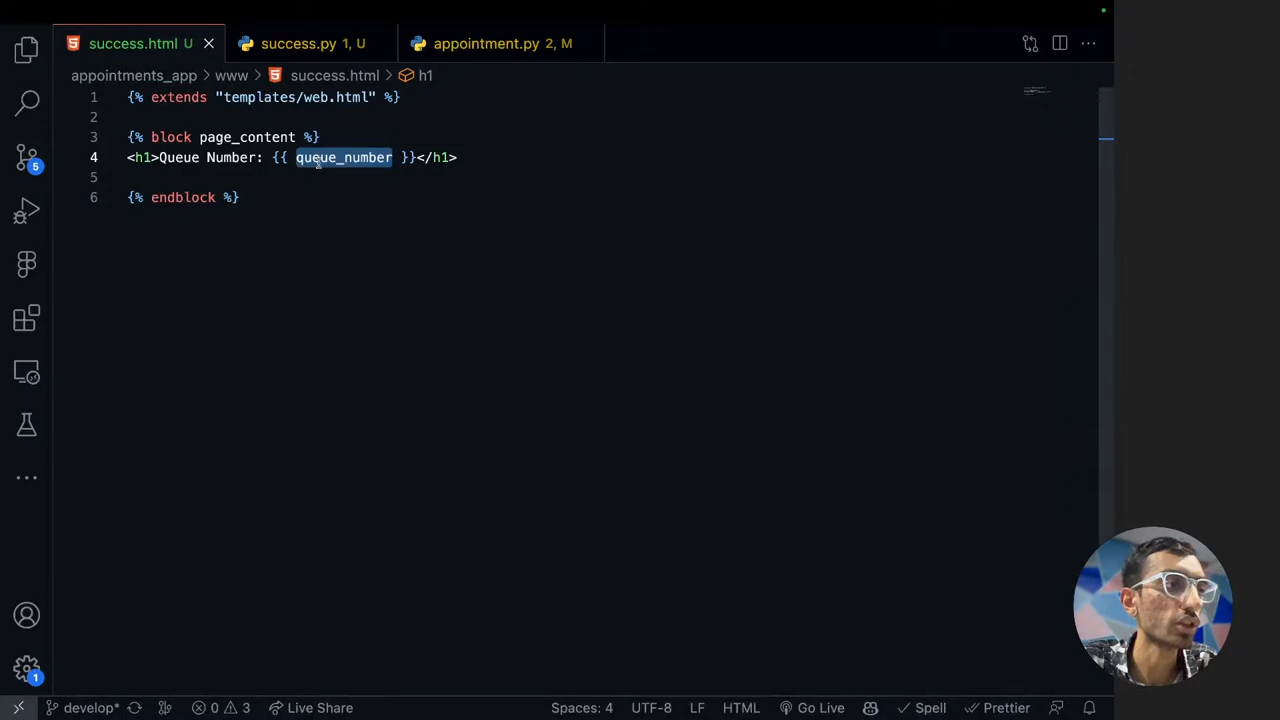 success.html U
success.py 1, U
appointment.py 2, M
appointments_app > www > success.html > h1
1 {% extends "templates/web.html" %}
2
3 {% block page_content %}
4 <h1>Queue Number: {{ queue_number }}</h1>
5
6 {% endblock %}
5
1
develop* 0 3 Live Share Spaces: 4 UTF-8 LF HTML Go Live Spell Prettier